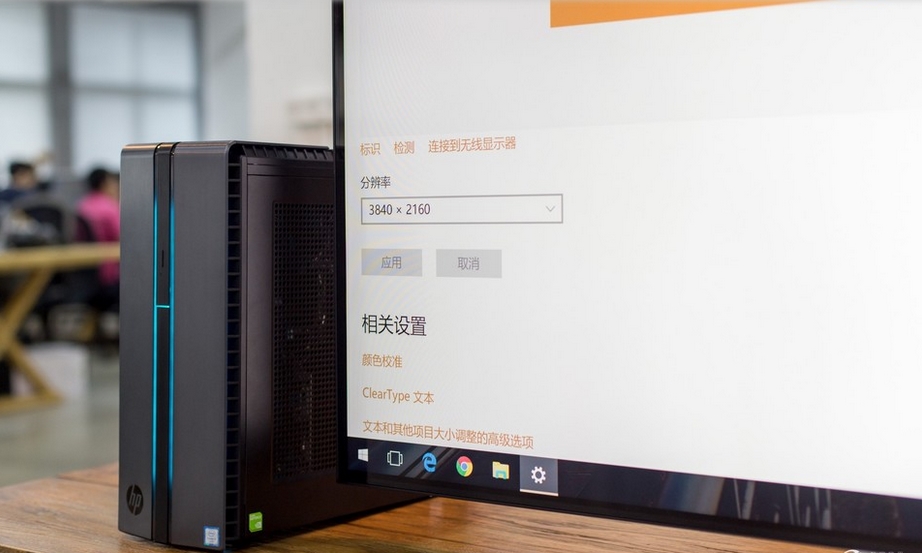 标识 检测 连接到无线显示器
分辨率
3840 × 2160
应用 取消
相关设置
颜色校准
ClearType 文本
文本和其他项目大小调整的高级选项
hp